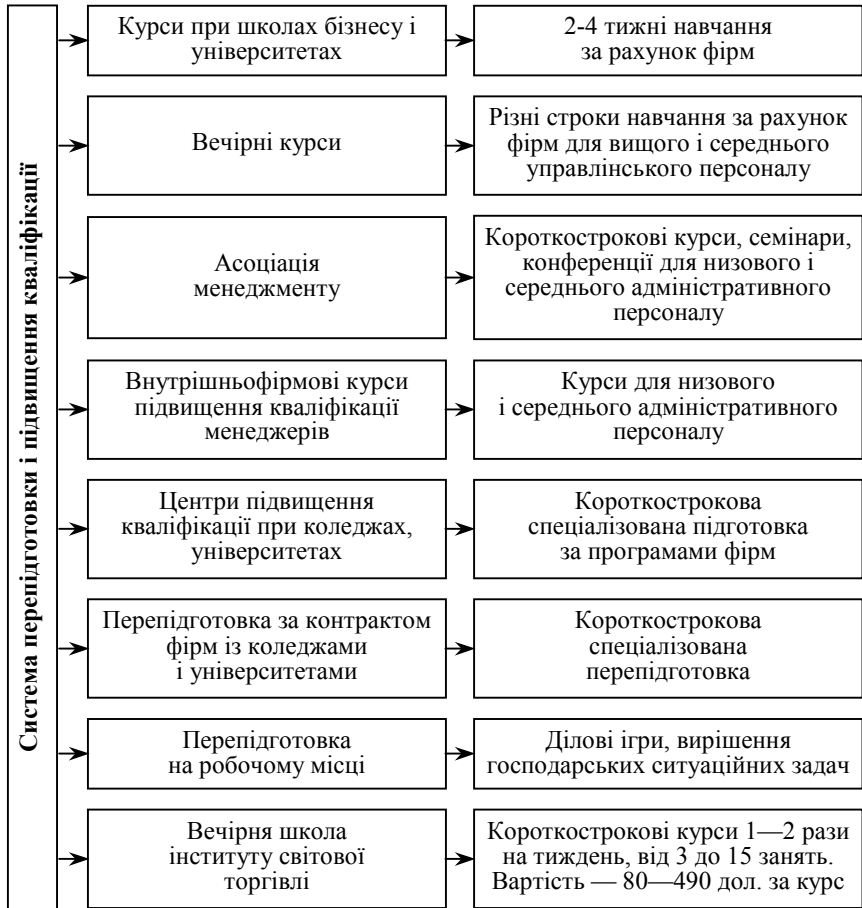 Система перепідготовки і підвищення кваліфікації
Курси при школах бізнесу і
університетах
2-4 тижні навчання
за рахунок фірм
Вечірні курси
Різні строки навчання за рахунок
фірм для вищого і середнього
управлінського персоналу
Асоціація
менеджменту
Короткострокові курси, семінари,
конференції для низового і
середнього адміністративного
персоналу
Внутрішньофірмові курси
підвищення кваліфікації
менеджерів
Курси для низового
і середнього адміністративного
персоналу
Центри підвищення
кваліфікації при коледжах,
університетах
Короткострокова
спеціалізована підготовка
за програмами фірм
Перепідготовка за контрактом
фірм із коледжами
і університетами
Короткострокова
спеціалізована
перепідготовка
Перепідготовка
на робочому місці
Ділові ігри, вирішення
господарських ситуаційних задач
Вечірня школа
інституту світової
торгівлі
Короткострокові курси 1—2 рази
на тиждень, від 3 до 15 занять.
Вартість — 80—490 дол. за курс